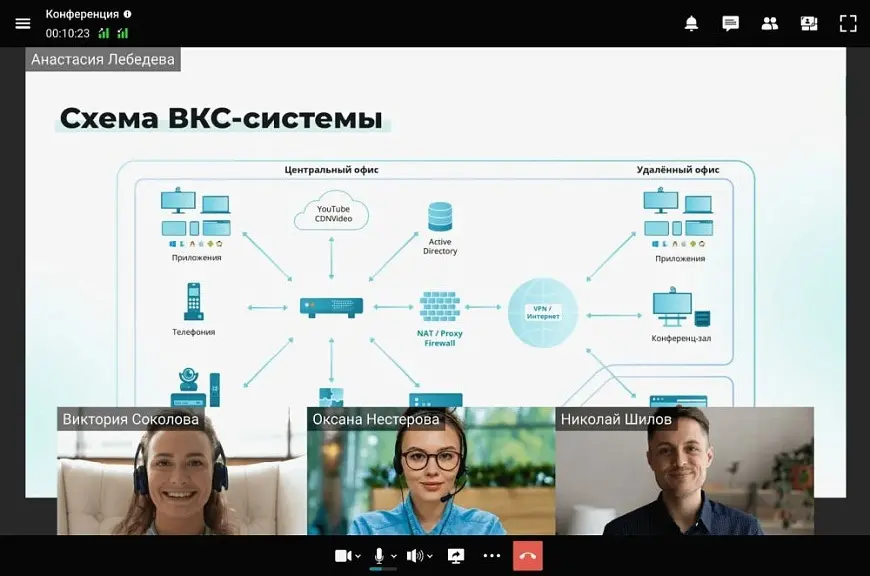 Конференция
00:10:23
Анастасия Лебедева
Схема ВКС-системы
Центральный офис
Удалённый офис
YouTube
CDNVideo
Active
Directory
Приложения
Приложения
VPN /
Интернет
Телефония
NAT / Proxy
Firewall
Конференц-зал
Виктория Соколова
Оксана Нестерова
Николай Шилов